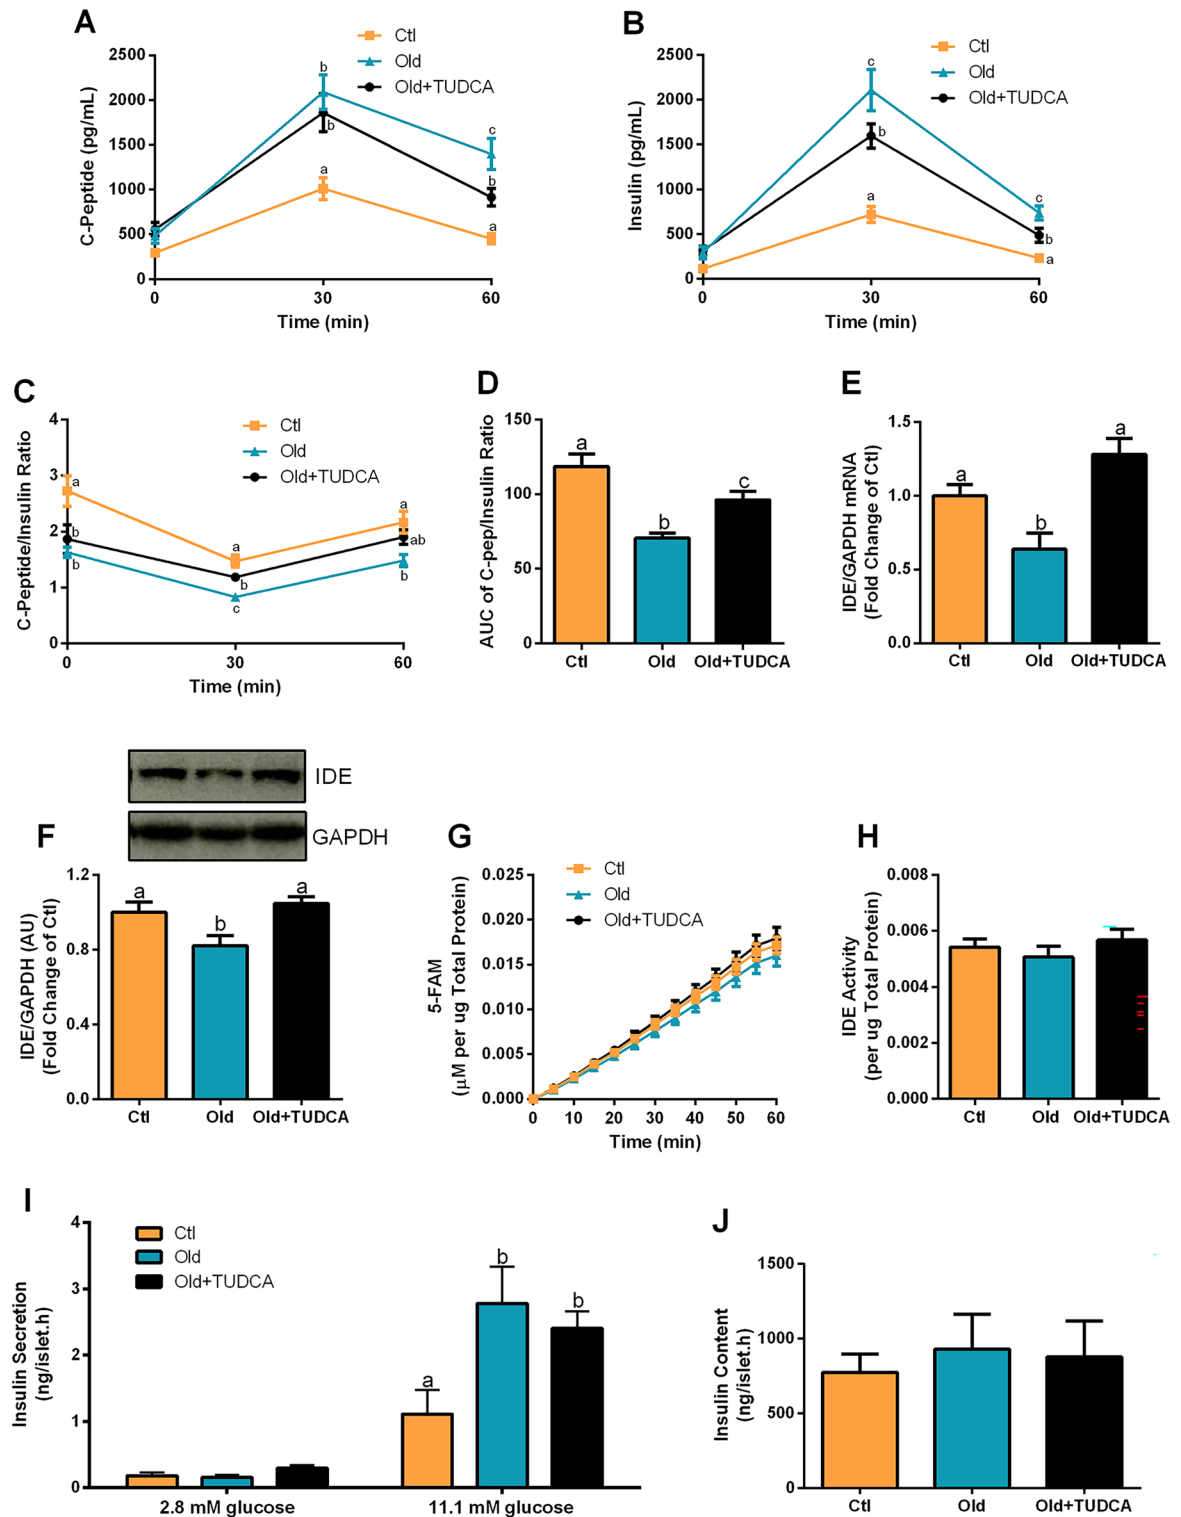 A
Ctl
Old
Old+TUDCA
C-Peptide (pg/mL)
2500
2000
1500
1000
500
0
b
b
a
c
b
a
0
30
60
Time (min)
B
Ctl
Old
Old+TUDCA
Insulin (pg/mL)
2500
2000
1500
1000
500
0
c
b
a
c
b
a
0
30
60
Time (min)
C
Ctl
Old
Old+TUDCA
C-Peptide/Insulin Ratio
4
3
2
1
0
a
b
b
a
b
c
a
ab
b
0
30
60
Time (min)
D
AUC of C-pep/Insulin Ratio
150
100
50
0
a
b
c
Ctl
Old
Old+TUDCA
E
IDE/GAPDH mRNA
(Fold Change of Ctl)
1.5
1.0
0.5
0.0
a
b
a
Ctl
Old
Old+TUDCA
IDE
GAPDH
F
IDE/GAPDH (AU)
(Fold Change of Ctl)
1.2
0.8
0.4
0.0
a
b
a
Ctl
Old
Old+TUDCA
G
Ctl
Old
Old+TUDCA
5-FAM
(μM per ug Total Protein)
0.025
0.020
0.015
0.010
0.005
0.000
0
10
20
30
40
50
60
Time (min)
H
IDE Activity
(per ug Total Protein)
0.008
0.006
0.004
0.002
0.000
Ctl
Old
Old+TUDCA
I
Ctl
Old
Old+TUDCA
Insulin Secretion
(ng/islet.h)
4
3
2
1
0
a
b
b
2.8 mM glucose
11.1 mM glucose
J
Insulin Content
(ng/islet.h)
1500
1000
500
0
Ctl
Old
Old+TUDCA